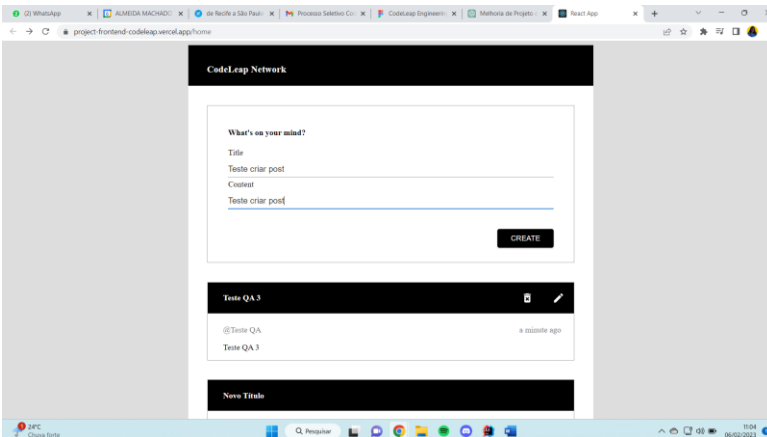 (2) WhatsApp
ALMEIDA MACHADO
de Recife a São Paulo
Processo Seletivo Cod
CodeLeap Engineerin
Melhoria de Projeto
React App
project-frontend-codeleap.vercel.app/home
CodeLeap Network
What's on your mind?
Title
Teste criar post
Content
Teste criar post
CREATE
Teste QA 3
@Teste QA a minute ago
Teste QA 3
Novo Titulo
24°C
Chuva forte
Pesquisar
11:04
06/02/2023